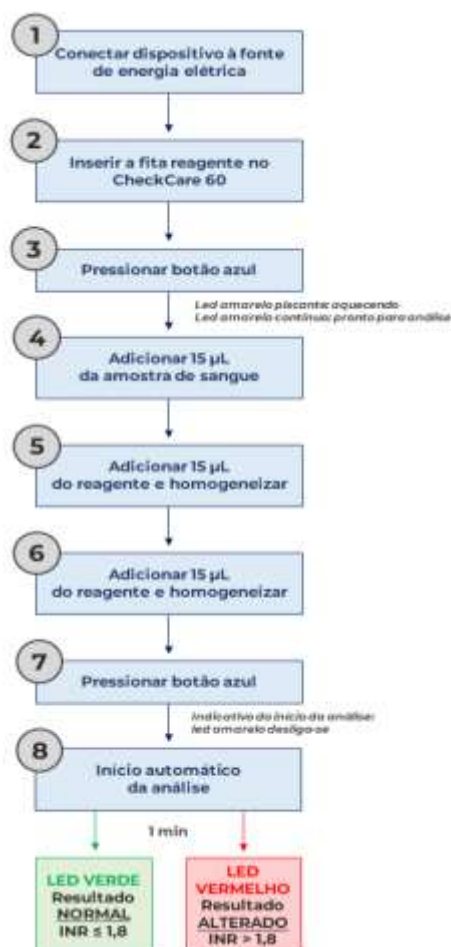 1
Conectar dispositivo à fonte
de energia elétrica
2
Inserir a fita reagente no
CheckCare 60
3
Pressionar botão azul
Led amarelo piscante: aquecendo
Led amarelo contínuo: pronto para análise
4
Adicionar 15 µL
da amostra de sangue
5
Adicionar 15 µL
do reagente e homogeneizar
6
Adicionar 15 µL
do reagente e homogeneizar
7
Pressionar botão azul
Indicativo do início da análise:
led amarelo desliga-se
8
Início automático
da análise
1 min
LED VERDE
Resultado
NORMAL
INR ≤ 1,8
LED
VERMELHO
Resultado
ALTERADO
INR > 1,8